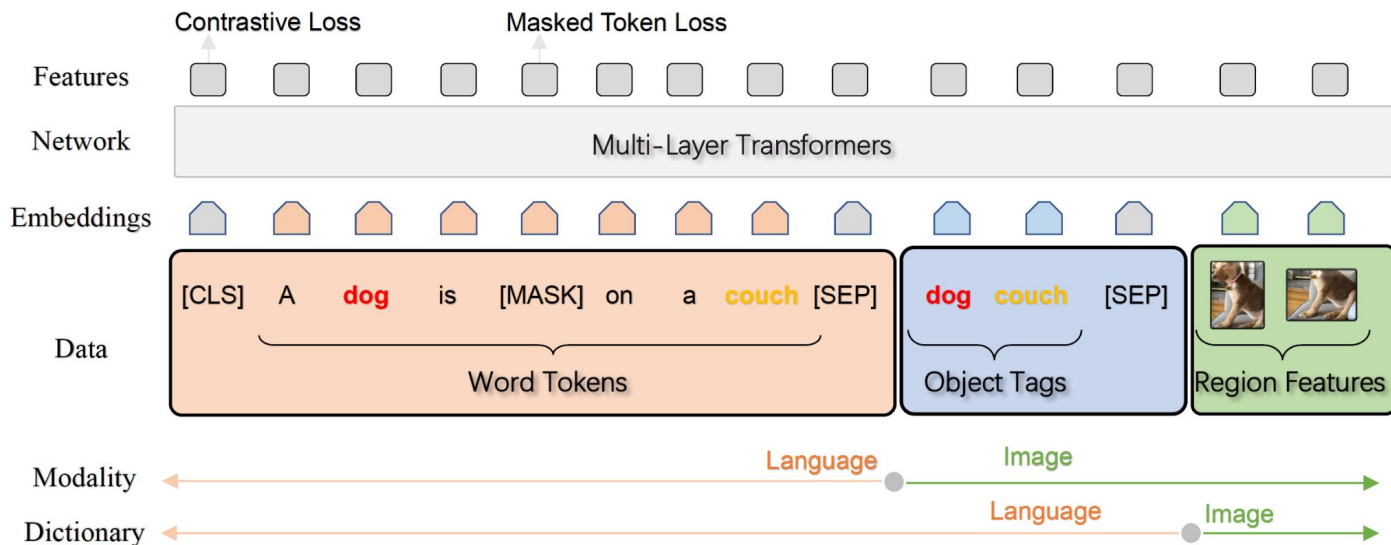 Contrastive Loss Masked Token Loss
Features
Network Multi-Layer Transformers
Embeddings
[CLS] A dog is [MASK] on a couch [SEP] dog couch [SEP]
Data
Word Tokens Object Tags Region Features
Language Image
Modality
Language Image
Dictionary